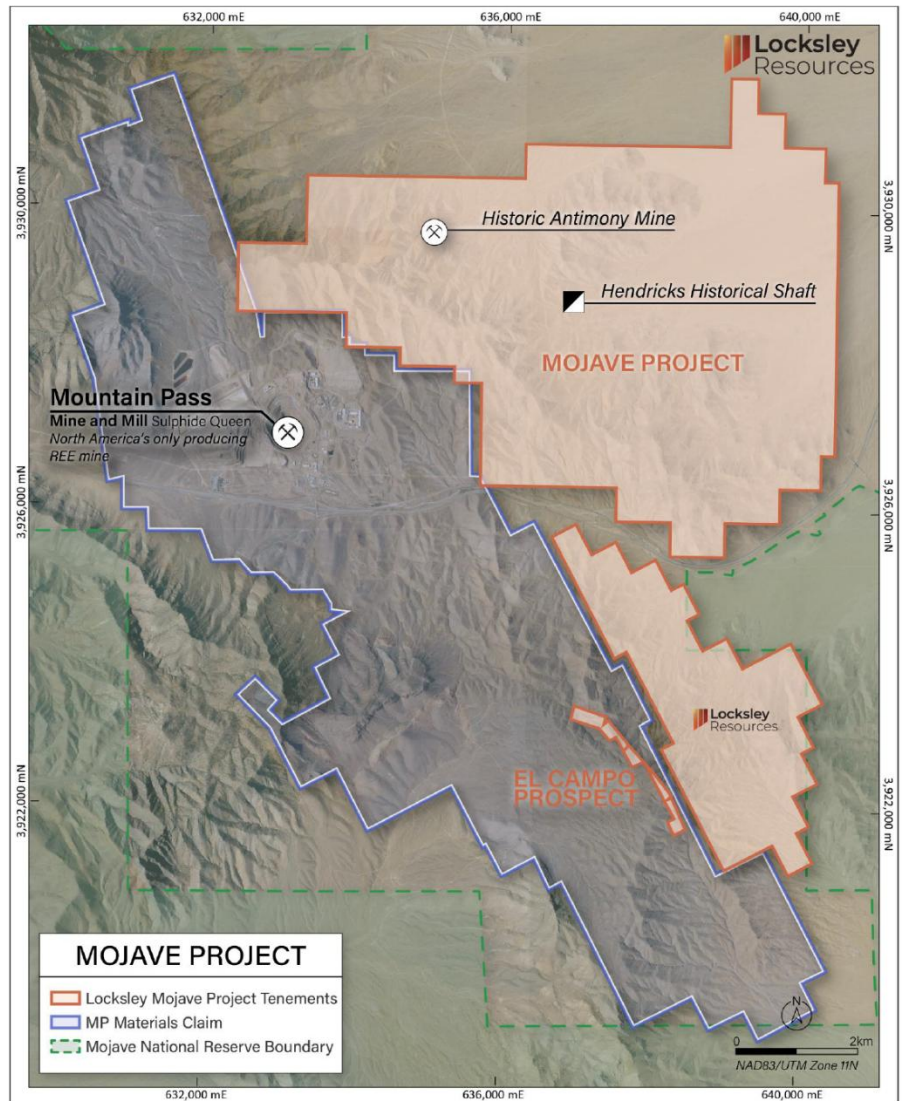 632,000 mE
636,000 mE
640,000 mE
Locksley
Resources
3,930,000 mN
3,930,000 mN
Historic Antimony Mine
Hendricks Historical Shaft
MOJAVE PROJECT
Mountain Pass
Mine and Mill Sulphide Queen
North America's only producing
REE mine
3,926,000 mN
3,926,000 mN
Locksley
Resources
EL CAMPO
PROSPECT
3,922,000 mN
3,922,000 mN
MOJAVE PROJECT
Locksley Mojave Project Tenements
MP Materials Claim
Mojave National Reserve Boundary
N
0 2km
NAD83/UTM Zone 11N
632,000 mE
636,000 mE
640,000 mE